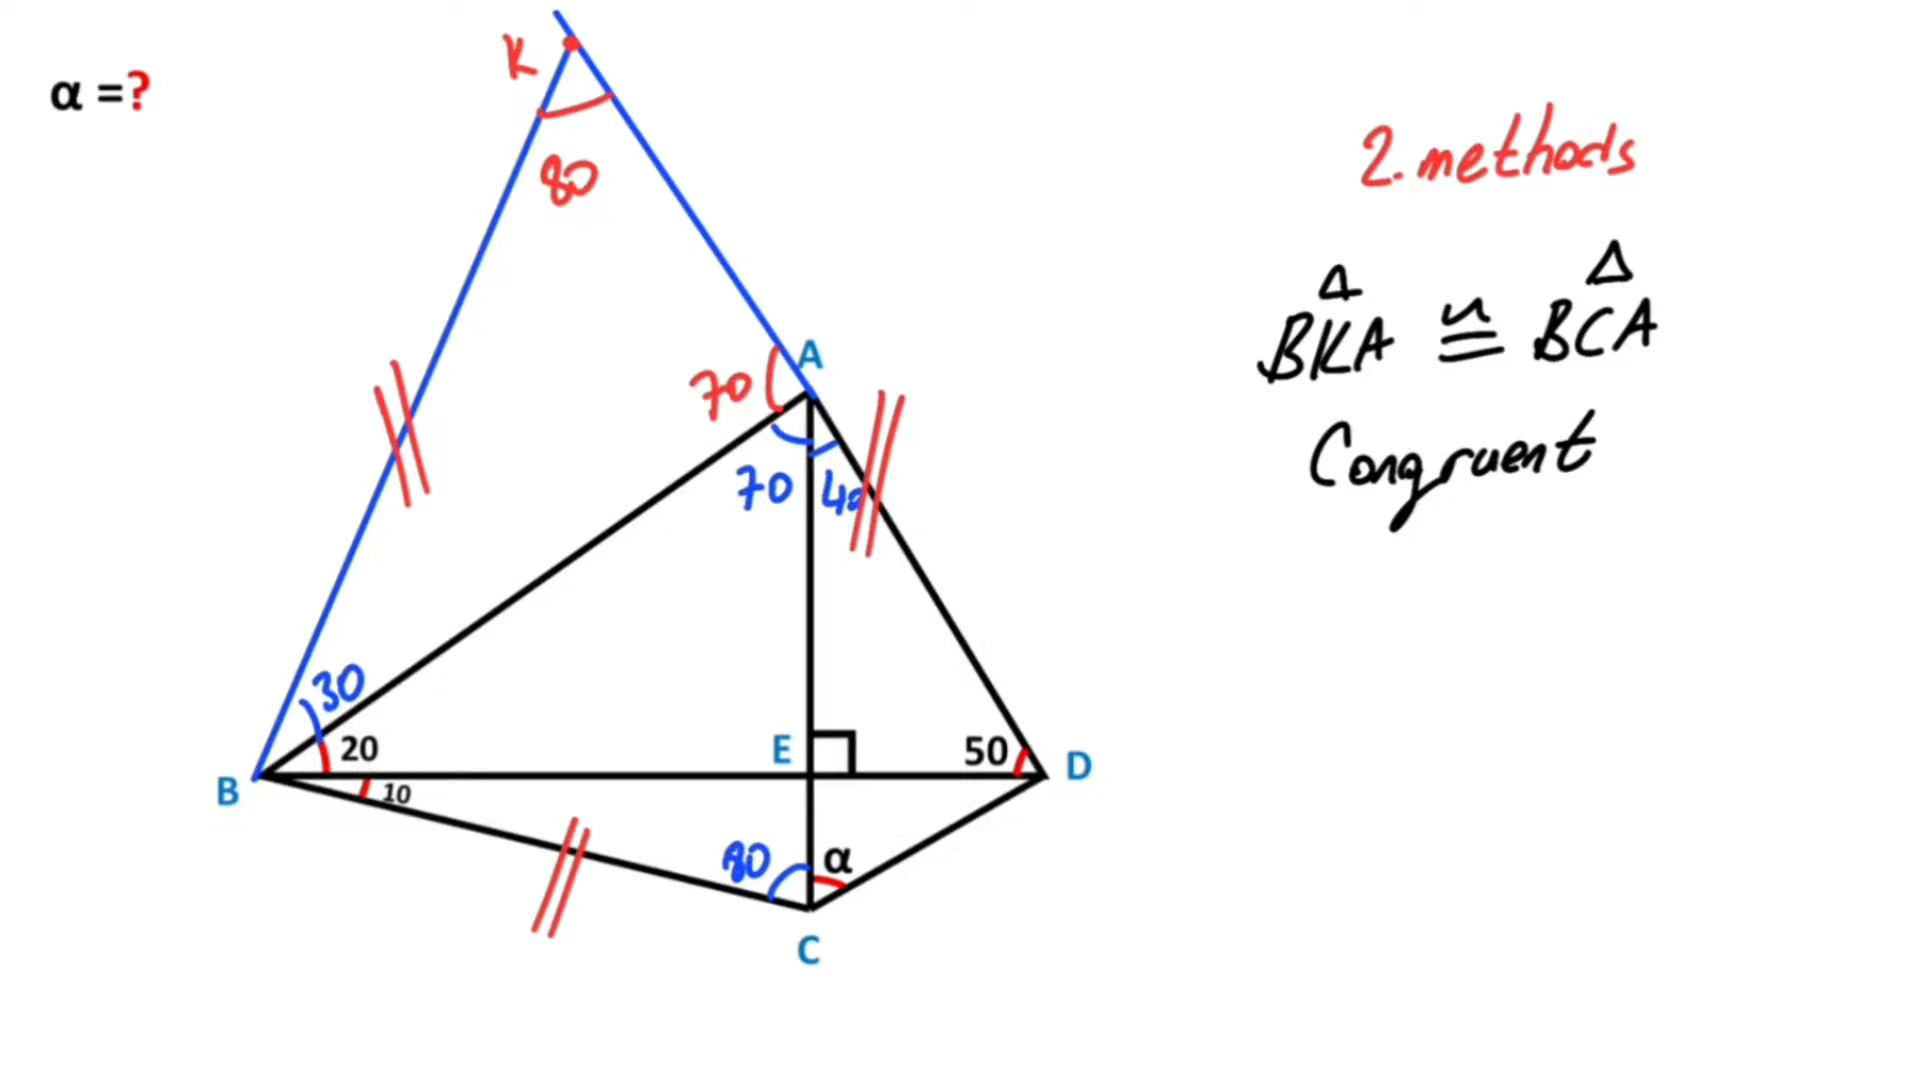 α =?
K
80
2. methods
BKA ≅ BCA
Congruent
A
70
70
40
30
20
E
50
D
B
10
80
α
C